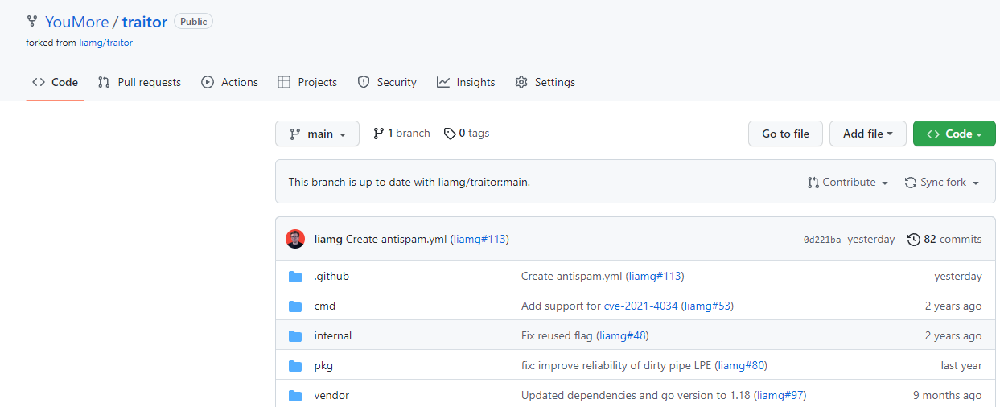 YouMore / traitor Public
forked from liamg/traitor
Code Pull requests Actions Projects Security Insights Settings
main 1 branch 0 tags Go to file Add file Code
This branch is up to date with liamg/traitor:main. Contribute Sync fork
liamg Create antispam.yml (liamg#113) 0d221ba yesterday 82 commits
.github Create antispam.yml (liamg#113) yesterday
cmd Add support for cve-2021-4034 (liamg#53) 2 years ago
internal Fix reused flag (liamg#48) 2 years ago
pkg fix: improve reliability of dirty pipe LPE (liamg#80) last year
vendor Updated dependencies and go version to 1.18 (liamg#97) 9 months ago